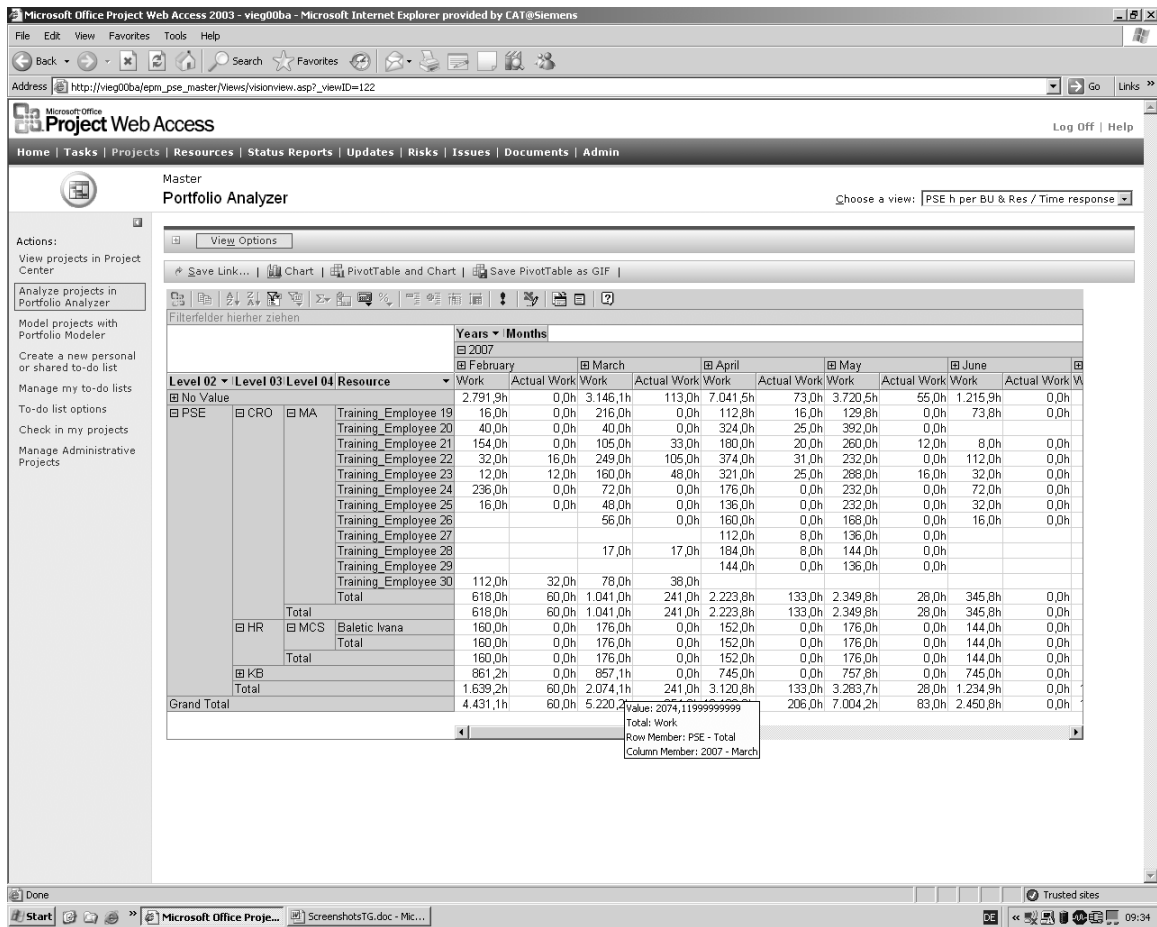 Microsoft Office Project Web Access 2003 - vieg00ba - Microsoft Internet Explorer provided by CAT@Siemens
File Edit View Favorites Tools Help
Back Search Favorites
Address http://vieg00ba/epm_pse_master/Views/visionview.asp?_viewID=122 Go Links »
Microsoft Office
Project Web Access
Log Off | Help
Home | Tasks | Projects | Resources | Status Reports | Updates | Risks | Issues | Documents | Admin
Master
Portfolio Analyzer
Choose a view: PSE h per BU & Res / Time response
Actions:
View projects in Project
Center
Analyze projects in
Portfolio Analyzer
Model projects with
Portfolio Modeler
Create a new personal
or shared to-do list
Manage my to-do lists
To-do list options
Check in my projects
Manage Administrative
Projects
View Options
Save Link... | Chart | PivotTable and Chart | Save PivotTable as GIF |
Filterfelder hierher ziehen
Years Months
2007
February March April May June
Level 02 Level 03 Level 04 Resource Work Actual Work Work Actual Work Work Actual Work Work Actual Work Work Actual Work W
No Value 2.791,9h 0,0h 3.146,1h 113,0h 7.041,5h 73,0h 3.720,5h 55,0h 1.215,9h 0,0h
PSE CRO MA Training_Employee 19 16,0h 0,0h 216,0h 0,0h 112,8h 16,0h 129,8h 0,0h 73,8h 0,0h
Training_Employee 20 40,0h 0,0h 40,0h 0,0h 324,0h 25,0h 392,0h 0,0h
Training_Employee 21 154,0h 0,0h 105,0h 33,0h 180,0h 20,0h 260,0h 12,0h 8,0h 0,0h
Training_Employee 22 32,0h 16,0h 249,0h 105,0h 374,0h 31,0h 232,0h 0,0h 112,0h 0,0h
Training_Employee 23 12,0h 12,0h 160,0h 48,0h 321,0h 25,0h 288,0h 16,0h 32,0h 0,0h
Training_Employee 24 236,0h 0,0h 72,0h 0,0h 176,0h 0,0h 232,0h 0,0h 72,0h 0,0h
Training_Employee 25 16,0h 0,0h 48,0h 0,0h 136,0h 0,0h 232,0h 0,0h 32,0h 0,0h
Training_Employee 26 56,0h 0,0h 160,0h 0,0h 168,0h 0,0h 16,0h 0,0h
Training_Employee 27 112,0h 8,0h 136,0h 0,0h
Training_Employee 28 17,0h 17,0h 184,0h 8,0h 144,0h 0,0h
Training_Employee 29 144,0h 0,0h 136,0h 0,0h
Training_Employee 30 112,0h 32,0h 78,0h 38,0h
Total 618,0h 60,0h 1.041,0h 241,0h 2.223,8h 133,0h 2.349,8h 28,0h 345,8h 0,0h
Total 618,0h 60,0h 1.041,0h 241,0h 2.223,8h 133,0h 2.349,8h 28,0h 345,8h 0,0h
HR MCS Baletic Ivana 160,0h 0,0h 176,0h 0,0h 152,0h 0,0h 176,0h 0,0h 144,0h 0,0h
Total 160,0h 0,0h 176,0h 0,0h 152,0h 0,0h 176,0h 0,0h 144,0h 0,0h
Total 160,0h 0,0h 176,0h 0,0h 152,0h 0,0h 176,0h 0,0h 144,0h 0,0h
KB 861,2h 0,0h 857,1h 0,0h 745,0h 0,0h 757,8h 0,0h 745,0h 0,0h
Total 1.639,2h 60,0h 2.074,1h 241,0h 3.120,8h 133,0h 3.283,7h 28,0h 1.234,9h 0,0h
Grand Total 4.431,1h 60,0h 206,0h 7.004,2h 83,0h 2.450,8h 0,0h
Value: 2074,11999999999
Total: Work
Row Member: PSE - Total
Column Member: 2007 - March
Done
Trusted sites
Start » Microsoft Office Proje... ScreenshotsTG.doc - Mic... DE « 09:34